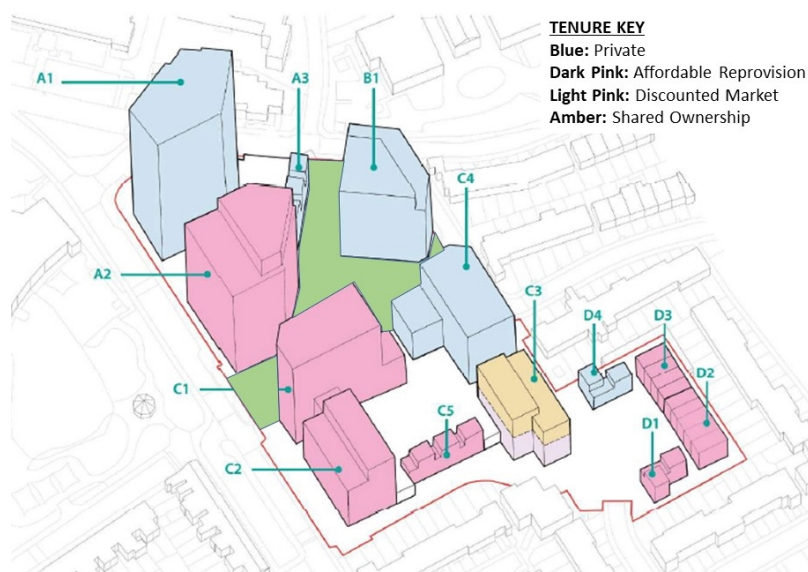 TENURE KEY
Blue: Private
Dark Pink: Affordable Reprovision
Light Pink: Discounted Market
Amber: Shared Ownership
A1
A3
B1
C4
A2
C3
D4
D3
D2
C1
C5
D1
C2